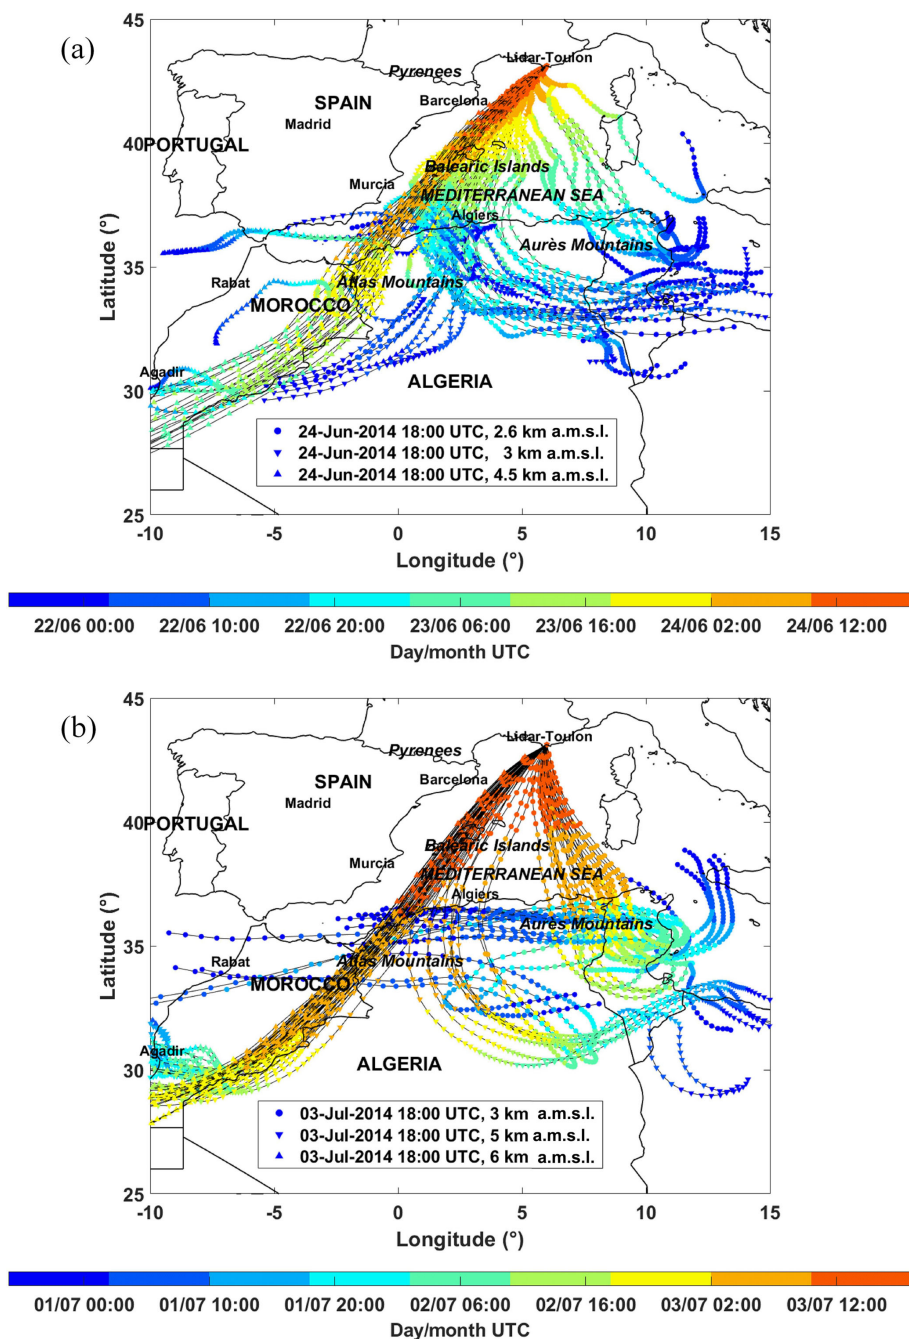 (a)
45
40
35
30
25
Latitude (°)
Lidar-Toulon
Pyrenees
SPAIN
Barcelona
Madrid
PORTUGAL
Balearic Islands
Murcia
MEDITERRANEAN SEA
Algiers
Aurès Mountains
Rabat
Atlas Mountains
MOROCCO
Agadir
ALGERIA
24-Jun-2014 18:00 UTC, 2.6 km a.m.s.l.
24-Jun-2014 18:00 UTC, 3 km a.m.s.l.
24-Jun-2014 18:00 UTC, 4.5 km a.m.s.l.
-10 -5 0 5 10 15
Longitude (°)
22/06 00:00 22/06 10:00 22/06 20:00 23/06 06:00 23/06 16:00 24/06 02:00 24/06 12:00
Day/month UTC
(b)
45
40
35
30
25
Latitude (°)
Lidar-Toulon
Pyrenees
SPAIN
Barcelona
Madrid
PORTUGAL
Balearic Islands
Murcia
MEDITERRANEAN SEA
Algiers
Aurès Mountains
Rabat
Atlas Mountains
MOROCCO
Agadir
ALGERIA
03-Jul-2014 18:00 UTC, 3 km a.m.s.l.
03-Jul-2014 18:00 UTC, 5 km a.m.s.l.
03-Jul-2014 18:00 UTC, 6 km a.m.s.l.
-10 -5 0 5 10 15
Longitude (°)
01/07 00:00 01/07 10:00 01/07 20:00 02/07 06:00 02/07 16:00 03/07 02:00 03/07 12:00
Day/month UTC